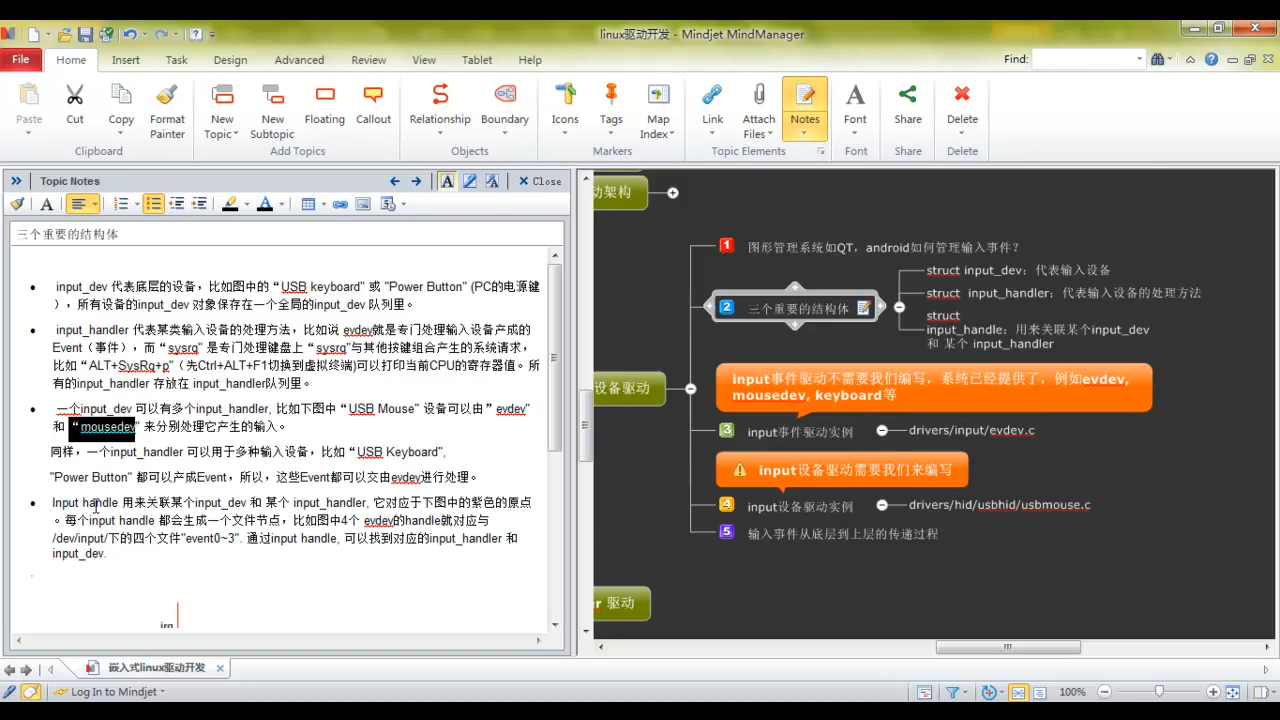 linux驱动开发 - Mindjet MindManager
File Home Insert Task Design Advanced Review View Tablet Help Find:
Paste Cut Copy Format Painter New Topic New Subtopic Floating Callout Relationship Boundary Icons Tags Map Index Link Attach Files Notes Font Share Delete
Clipboard Add Topics Objects Markers Topic Elements Font Share Delete
Topic Notes Close
三个重要的结构体
input_dev 代表底层的设备，比如图中的“USB keyboard" 或 "Power Button" (PC的电源键
），所有设备的input_dev 对象保存在一个全局的input_dev 队列里。
input_handler 代表某类输入设备的处理方法，比如说 evdev就是专门处理输入设备产成的
Event（事件），而“sysrq” 是专门处理键盘上“sysrq”与其他按键组合产生的系统请求，
比如“ALT+SysRq+p”（先Ctrl+ALT+F1切换到虚拟终端)可以打印当前CPU的寄存器值。所
有的input_handler 存放在 input_handler队列里。
一个input_dev 可以有多个input_handler, 比如下图中“USB Mouse” 设备可以由” evdev”
和 “mousedev” 来分别处理它产生的输入。
同样，一个input_handler 可以用于多种输入设备，比如“USB Keyboard”,
"Power Button” 都可以产成Event，所以，这些Event都可以交由evdev进行处理。
Input handle 用来关联某个input_dev 和 某个 input_handler, 它对应于下图中的紫色的原点
。每个input handle 都会生成一个文件节点，比如图中4个 evdev的handle就对应与
/dev/input/下的四个文件"event0~3". 通过input handle, 可以找到对应的input_handler 和
input_dev.
irq
动架构
1 图形管理系统如QT，android如何管理输入事件？
struct input_dev：代表输入设备
struct input_handler：代表输入设备的处理方法
2 三个重要的结构体
struct
input_handle：用来关联某个input_dev
和 某个 input_handler
设备驱动
input事件驱动不需要我们编写，系统已经提供了，例如evdev,
mousedev, keyboard等
3 input事件驱动实例 drivers/input/evdev.c
input设备驱动需要我们来编写
4 input设备驱动实例 drivers/hid/usbhid/usbmouse.c
5 输入事件从底层到上层的传递过程
er 驱动
嵌入式linux驱动开发
Log In to Mindjet 100%